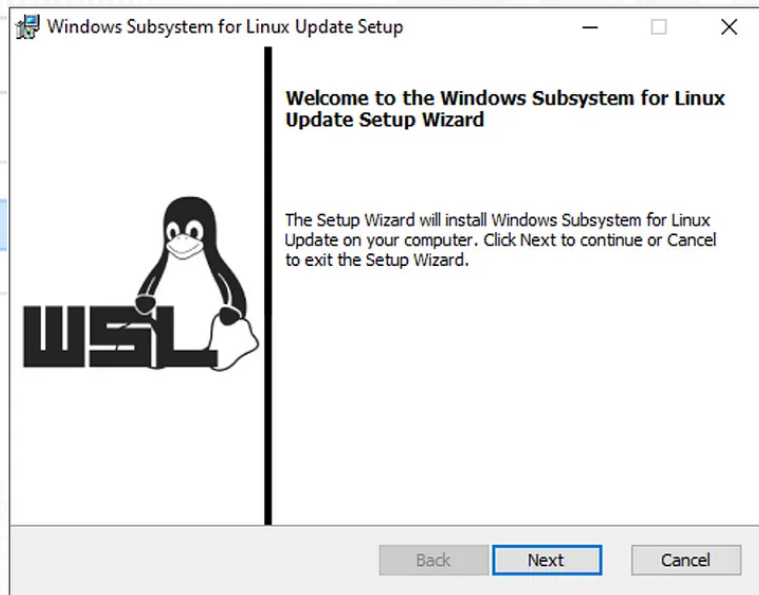 Windows Subsystem for Linux Update Setup
Welcome to the Windows Subsystem for Linux
Update Setup Wizard
The Setup Wizard will install Windows Subsystem for Linux
Update on your computer. Click Next to continue or Cancel
to exit the Setup Wizard.
WSL
Back
Next
Cancel